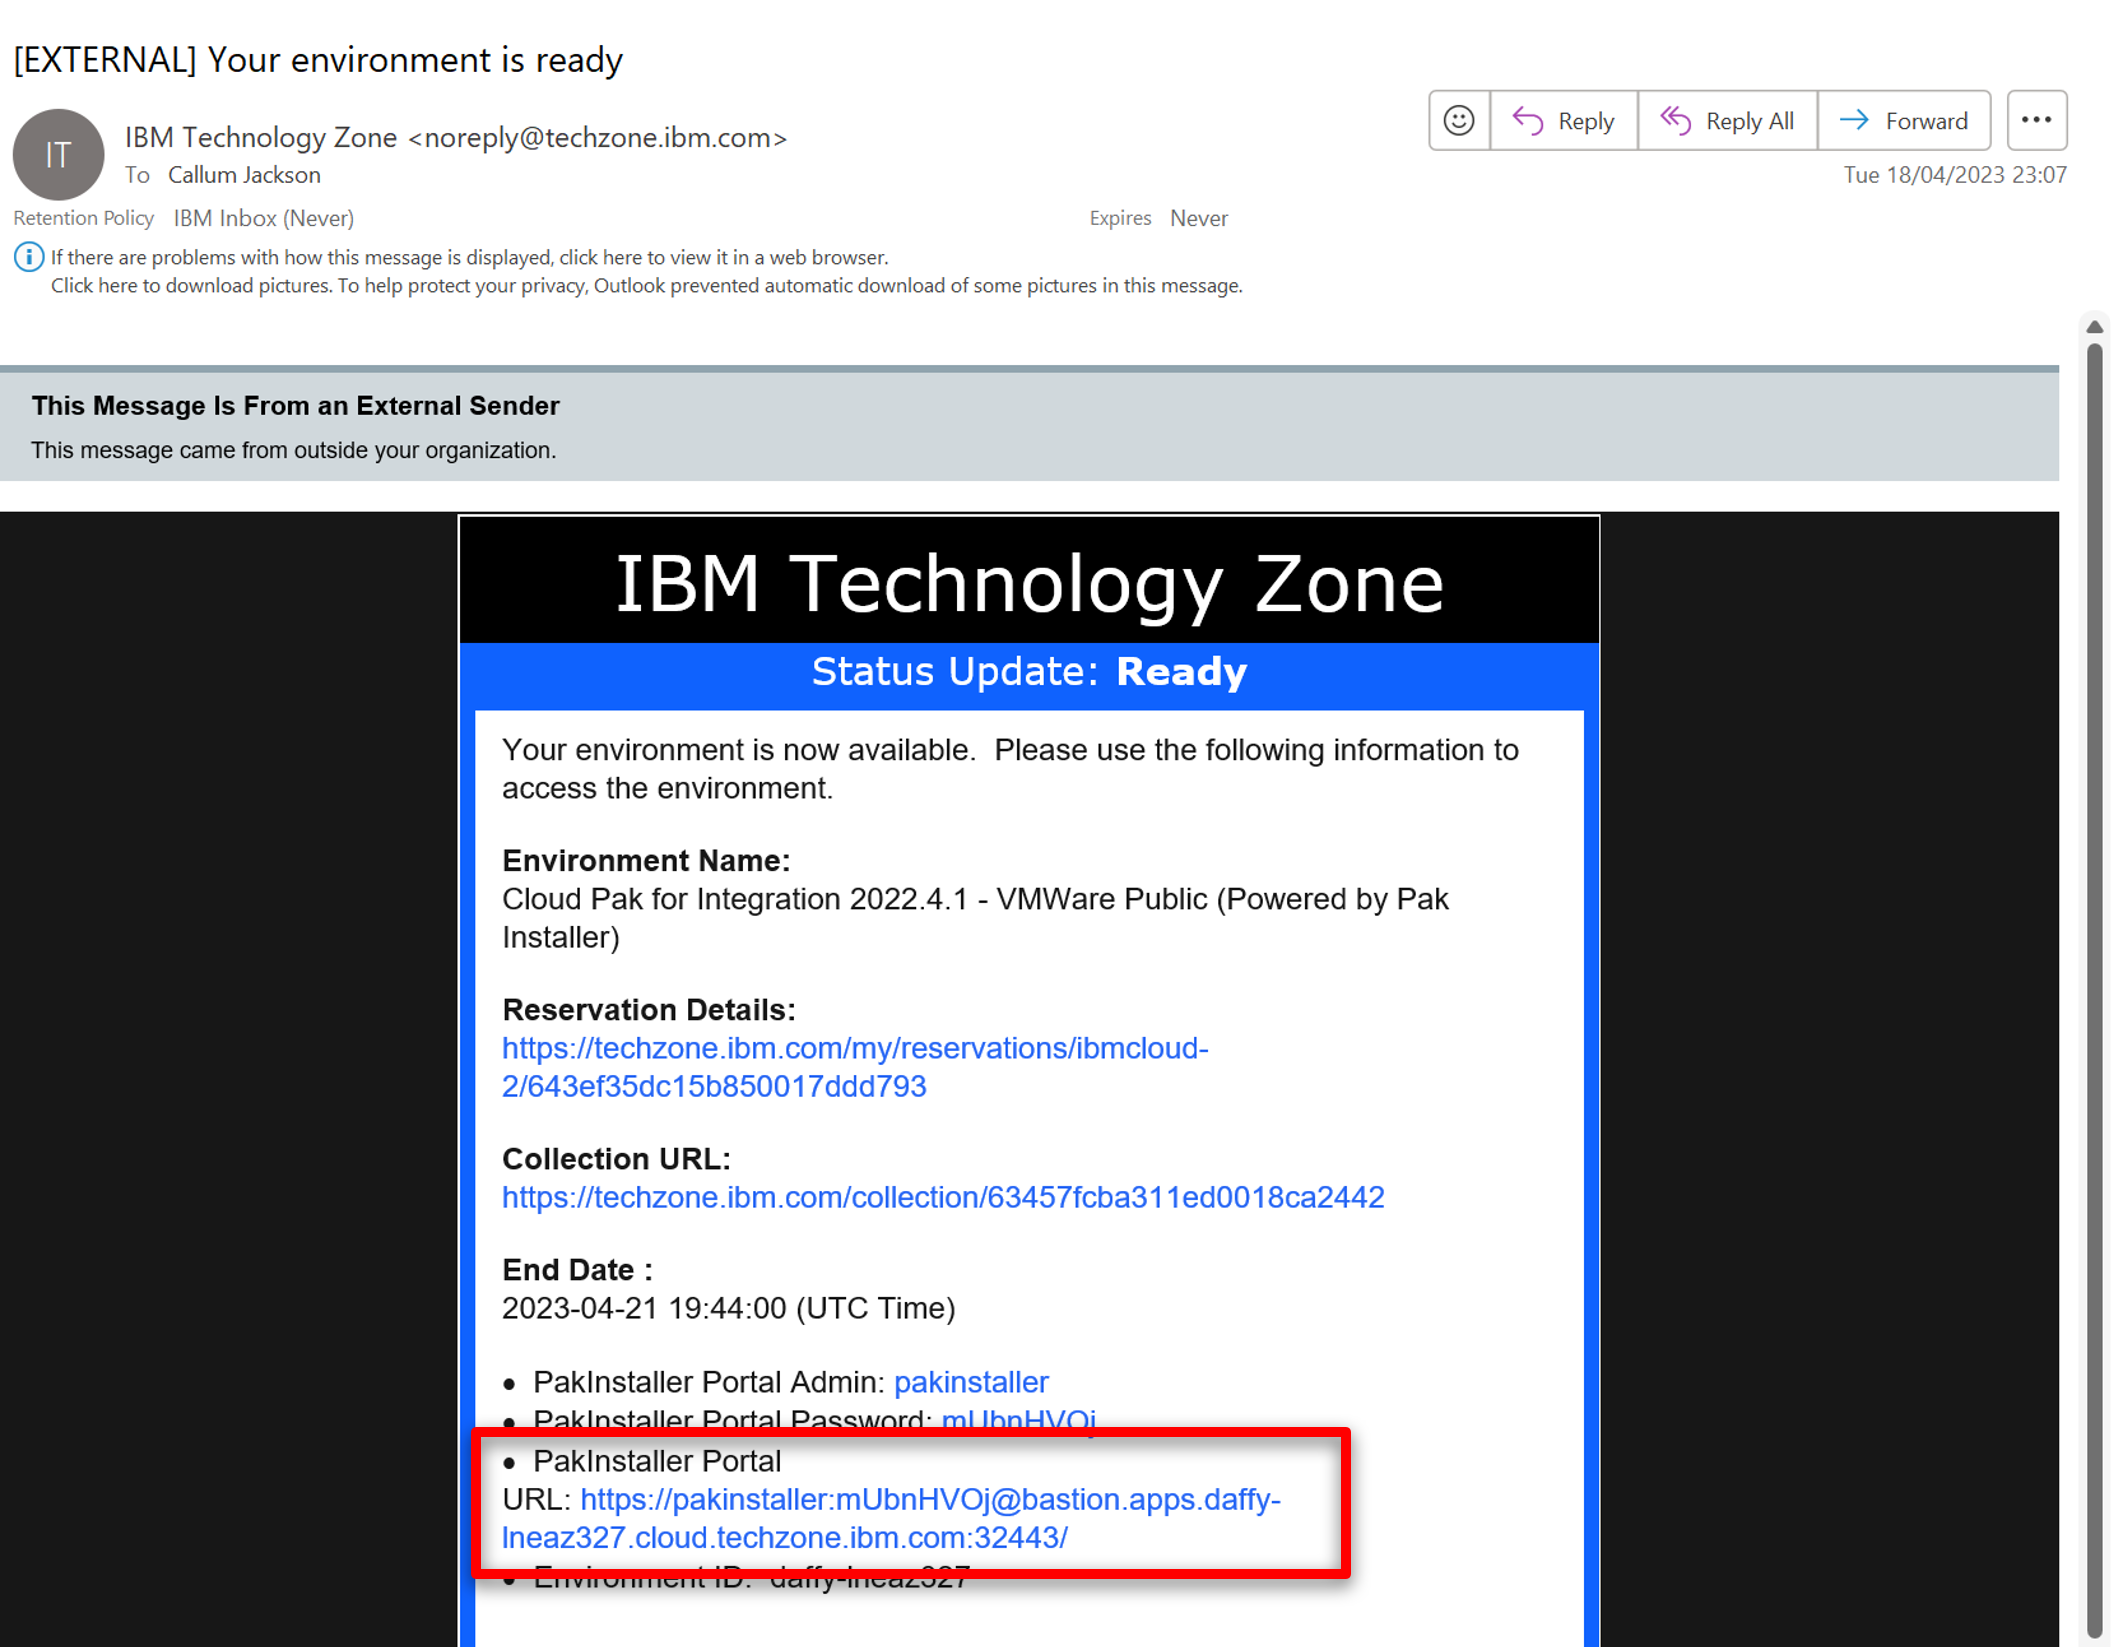 [EXTERNAL] Your environment is ready
IT
IBM Technology Zone <noreply@techzone.ibm.com>
To Callum Jackson
Reply
Reply All
Forward
Tue 18/04/2023 23:07
Retention Policy IBM Inbox (Never)
Expires Never
If there are problems with how this message is displayed, click here to view it in a web browser.
Click here to download pictures. To help protect your privacy, Outlook prevented automatic download of some pictures in this message.
This Message Is From an External Sender
This message came from outside your organization.
IBM Technology Zone
Status Update: Ready
Your environment is now available.  Please use the following information to
access the environment.
Environment Name:
Cloud Pak for Integration 2022.4.1 - VMWare Public (Powered by Pak
Installer)
Reservation Details:
https://techzone.ibm.com/my/reservations/ibmcloud-
2/643ef35dc15b850017ddd793
Collection URL:
https://techzone.ibm.com/collection/63457fcba311ed0018ca2442
End Date :
2023-04-21 19:44:00 (UTC Time)
• PakInstaller Portal Admin: pakinstaller
• PakInstaller Portal Password: mUbnHVOj
• PakInstaller Portal
URL: https://pakinstaller:mUbnHVOj@bastion.apps.daffy-
lneaz327.cloud.techzone.ibm.com:32443/
• Environment ID: daffy-lneaz327